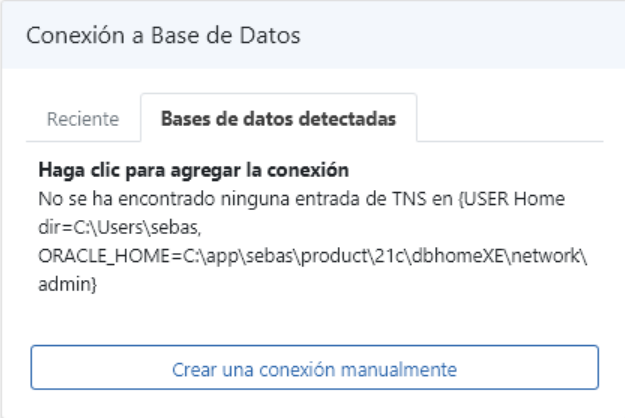 Conexión a Base de Datos
Reciente
Bases de datos detectadas
Haga clic para agregar la conexión
No se ha encontrado ninguna entrada de TNS en {USER Home
dir=C:\Users\sebas,
ORACLE_HOME=C:\app\sebas\product\21c\dbhomeXE\network\
admin}
Crear una conexión manualmente